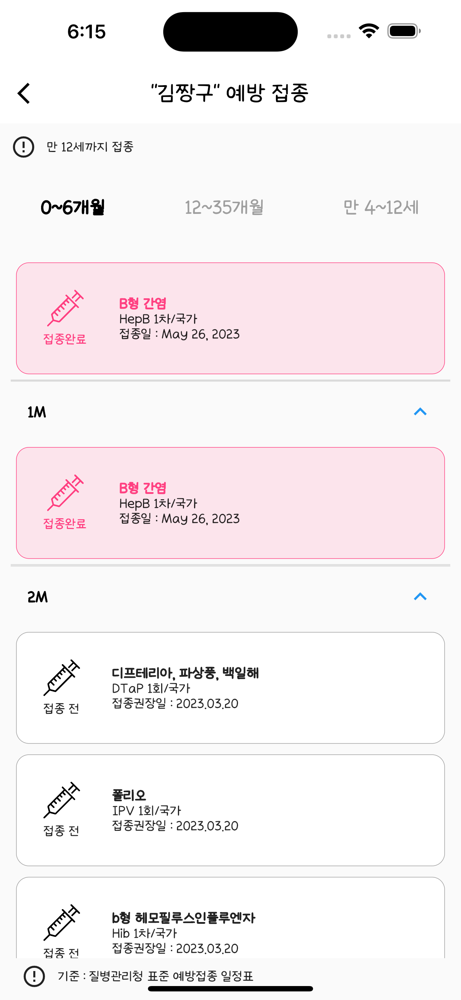 6:15
"김짱구" 예방 접종
만 12세까지 접종
0~6개월
12~35개월
만 4~12세
B형 간염
HepB 1차/국가
접종일 : May 26, 2023
접종완료
1M
B형 간염
HepB 1차/국가
접종일 : May 26, 2023
접종완료
2M
디프테리아, 파상풍, 백일해
DTaP 1회/국가
접종권장일 : 2023.03.20
접종 전
폴리오
IPV 1회/국가
접종권장일 : 2023.03.20
접종 전
b형 헤모필루스인플루엔자
Hib 1차/국가
접종권장일 : 2023.03.20
접종 전
기준 : 질병관리청 표준 예방접종 일정표